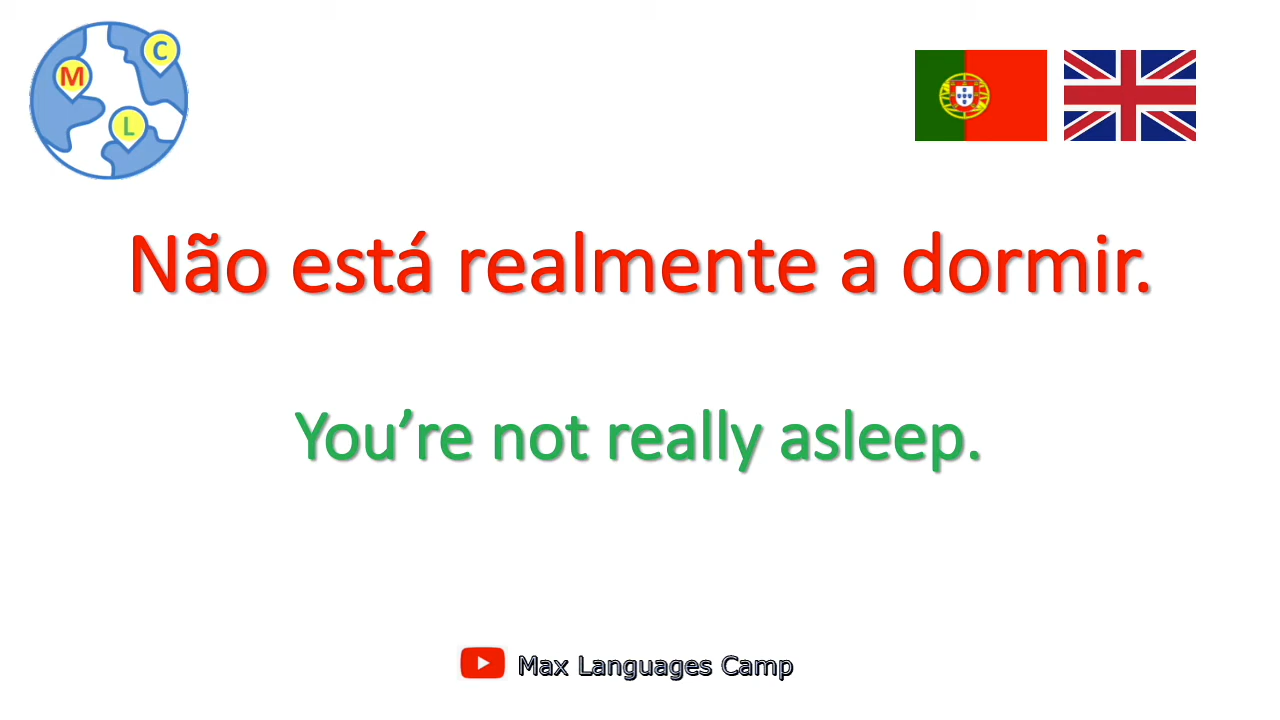 M
C
L
Não está realmente a dormir.
You’re not really asleep.
Max Languages Camp